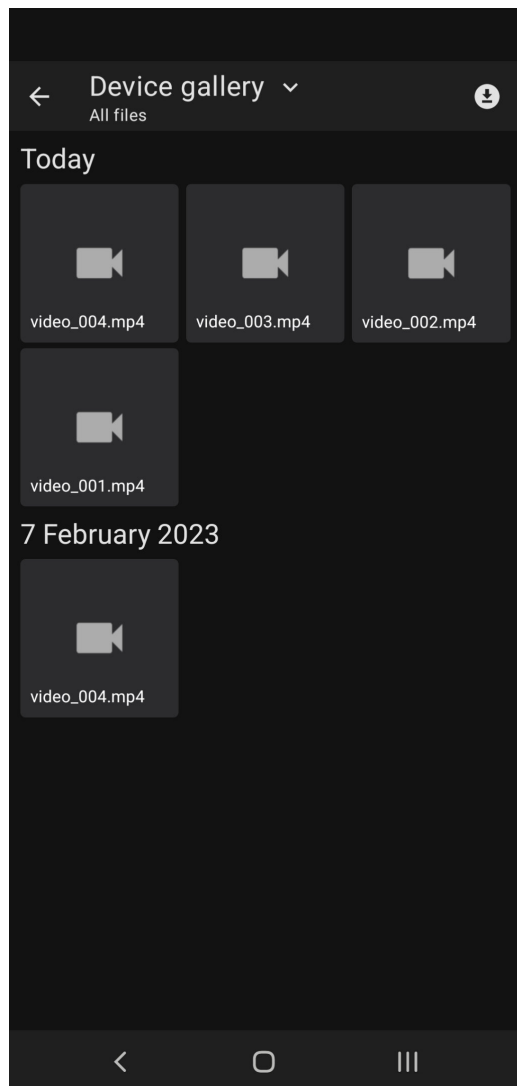 Device gallery
All files
Today
video_004.mp4
video_003.mp4
video_002.mp4
video_001.mp4
7 February 2023
video_004.mp4